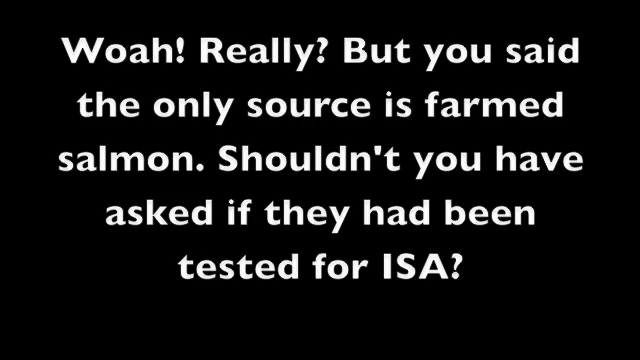 Woah! Really? But you said
the only source is farmed
salmon. Shouldn't you have
asked if they had been
tested for ISA?